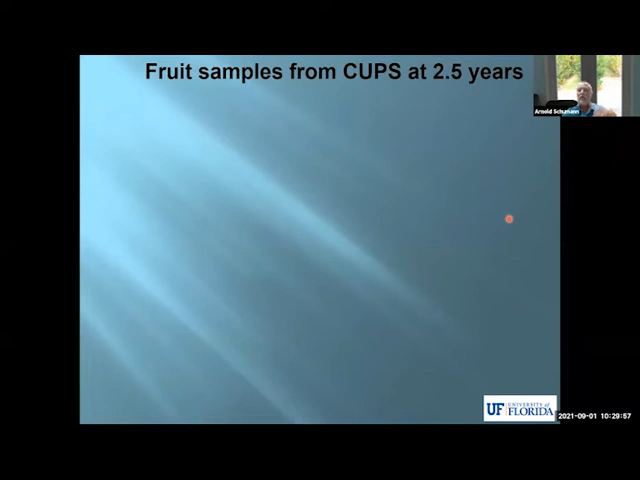 Fruit samples from CUPS at 2.5 years
Arnold Schumann
UF UNIVERSITY of
FLORIDA
2021-09-01 10:29:57